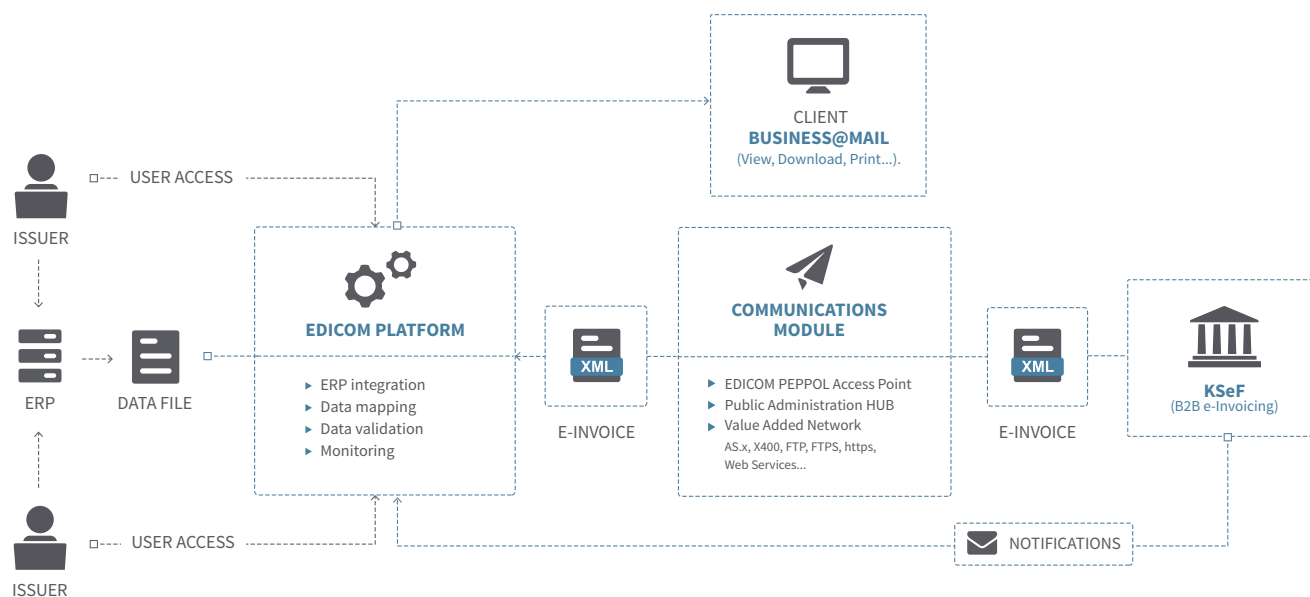 CLIENT
BUSINESS@MAIL
(View, Download, Print...).
USER ACCESS
ISSUER
EDICOM PLATFORM
ERP integration
Data mapping
Data validation
Monitoring
ERP
DATA FILE
XML
E-INVOICE
COMMUNICATIONS
MODULE
EDICOM PEPPOL Access Point
Public Administration HUB
Value Added Network
AS.x, X400, FTP, FTPS, https,
Web Services...
XML
E-INVOICE
KSeF
(B2B e-Invoicing)
USER ACCESS
ISSUER
NOTIFICATIONS